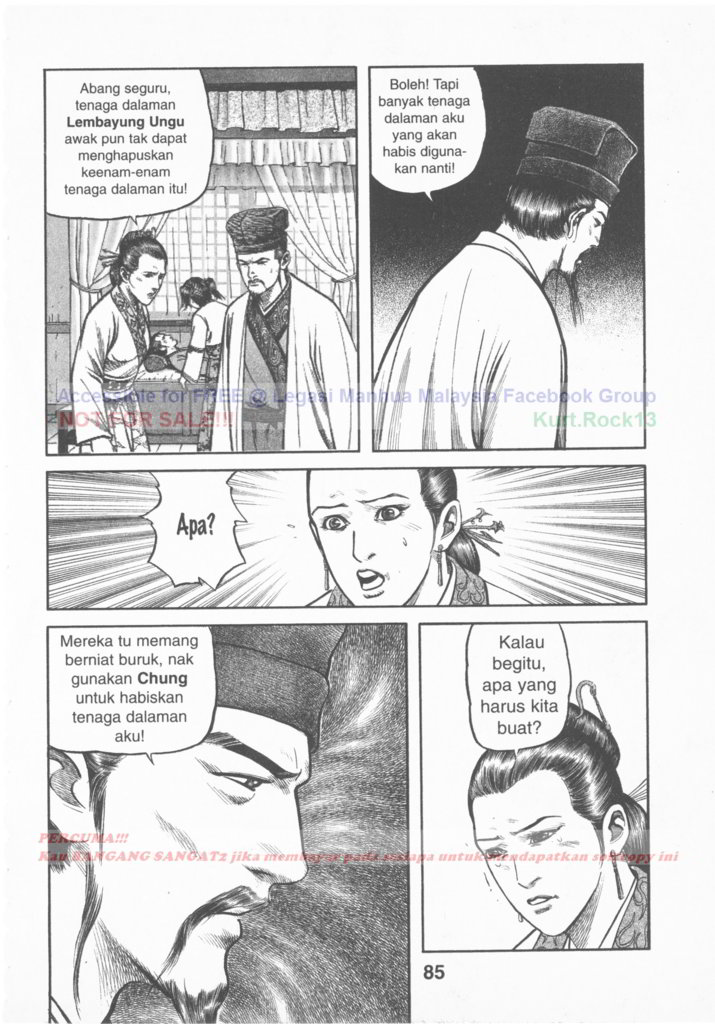 Abang seguru,
tenaga dalaman
Lembayung Ungu
awak pun tak dapat
menghapuskan
keenam-enam
tenaga dalaman itu!
Boleh! Tapi
banyak tenaga
dalaman aku
yang akan
habis diguna-
kan nanti!
Accessible for FREE @ Legasi Manhua Malaysia Facebook Group
NOT FOR SALE!!!
Kurt.Rock13
Apa?
Mereka tu memang
berniat buruk, nak
gunakan Chung
untuk habiskan
tenaga dalaman
aku!
Kalau
begitu,
apa yang
harus kita
buat?
PERCUMA!!!
Kau BANGANG SANGATz jika membayar pada sesiapa untuk mendapatkan softcopy ini
85